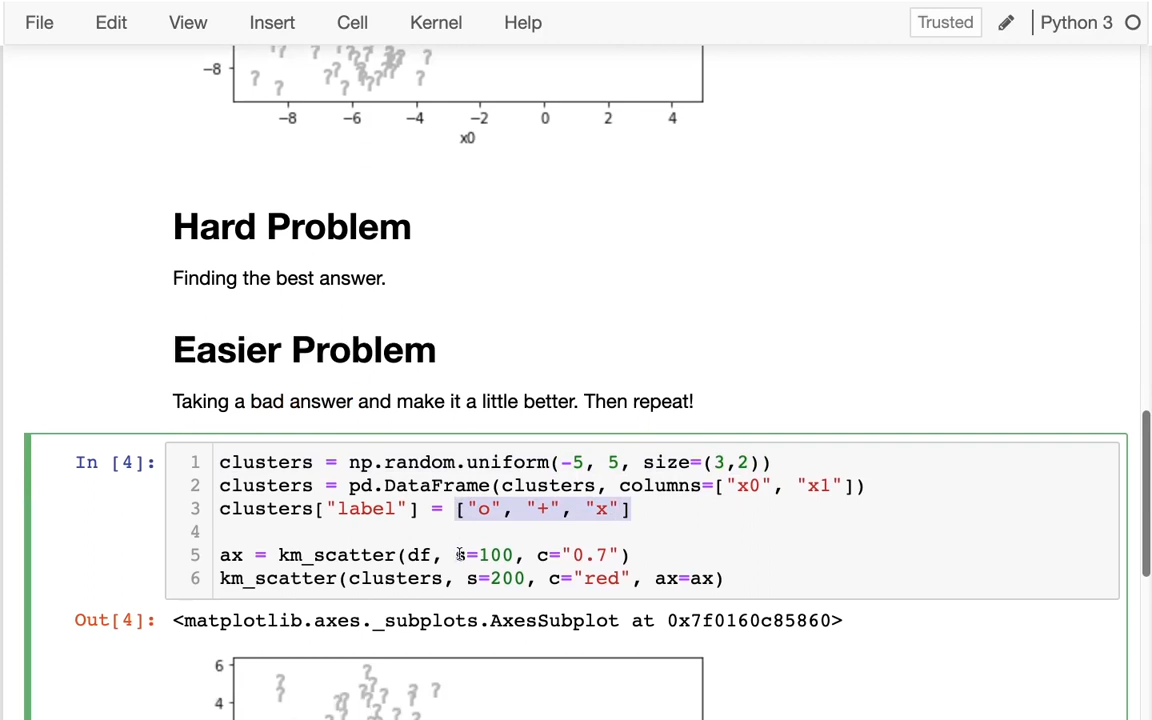 File Edit View Insert Cell Kernel Help Trusted Python 3
−8
−8 −6 −4 −2 0 2 4
x0
Hard Problem
Finding the best answer.
Easier Problem
Taking a bad answer and make it a little better. Then repeat!
In [4]:
1 clusters = np.random.uniform(-5, 5, size=(3,2))
2 clusters = pd.DataFrame(clusters, columns=["x0", "x1"])
3 clusters["label"] = ["o", "+", "x"]
4
5 ax = km_scatter(df, s=100, c="0.7")
6 km_scatter(clusters, s=200, c="red", ax=ax)
Out[4]: <matplotlib.axes._subplots.AxesSubplot at 0x7f0160c85860>
6
4